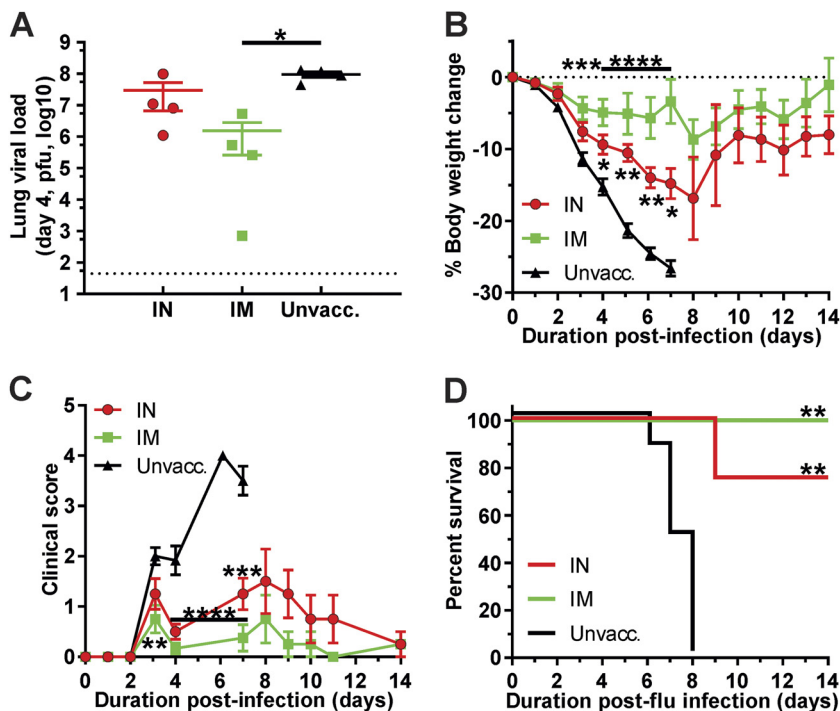 A
Lung viral load
(day 4, pfu, log10)
9
8
7
6
5
4
3
2
1
*
IN
IM
Unvacc.
B
% Body weight change
0
-10
-20
-30
***
****
*
**
**
*
IN
IM
Unvacc.
0
2
4
6
8
10
12
14
Duration post-infection (days)
C
Clinical score
5
4
3
2
1
0
IN
IM
Unvacc.
**
****
***
0
2
4
6
8
10
12
14
Duration post-infection (days)
D
Percent survival
100
80
60
40
20
0
**
**
IN
IM
Unvacc.
0
2
4
6
8
10
12
14
Duration post-flu infection (days)